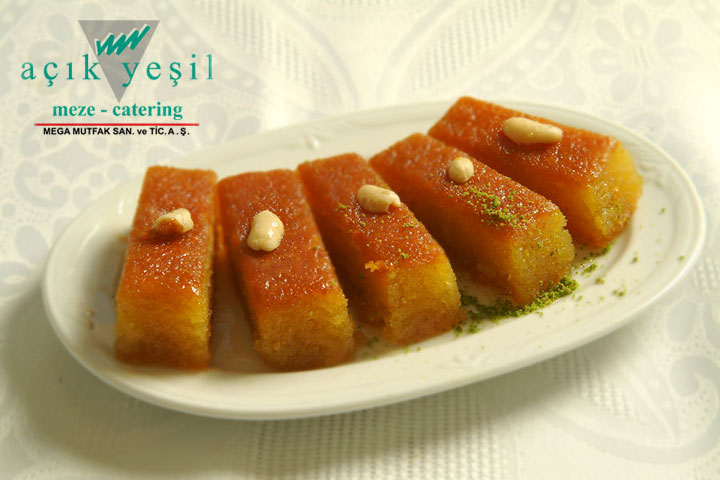 açık yeşil
meze - catering
MEGA MUTFAK SAN. ve TİC. A. Ş.